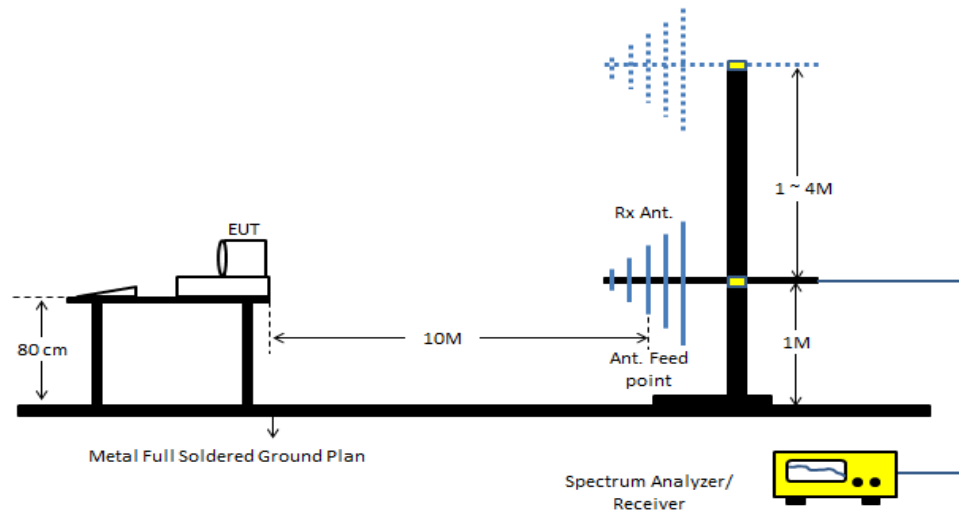 1 ~ 4M
Rx Ant.
EUT
80 cm
10M
1M
Ant. Feed
point
Metal Full Soldered Ground Plan
Spectrum Analyzer/
Receiver